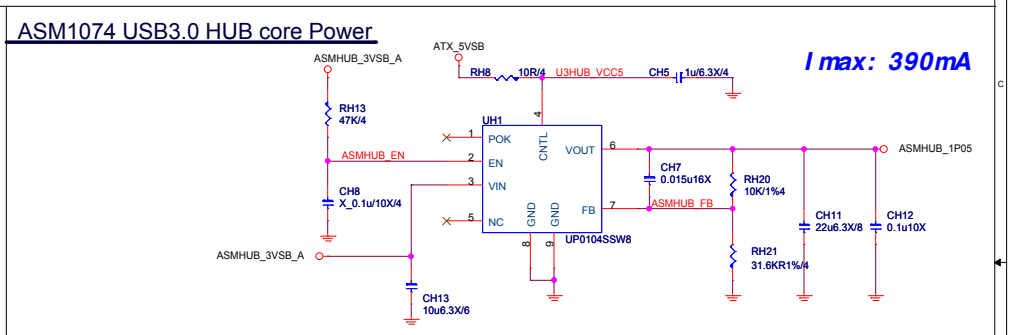 ASM1074 USB3.0 HUB core Power
I max: 390mA
ATX_5VSB
ASMHUB_3VSB_A
RH8
10R/4
U3HUB_VCC5
CH5
1u/6.3X/4
C
RH13
47K/4
4
UH1
1
POK
CNTL
VOUT
6
ASMHUB_1P05
ASMHUB_EN
2
EN
CH7
0.015u16X
RH20
10K/1%4
3
VIN
CH8
X_0.1u/10X/4
5
NC
GND
GND
FB
7
ASMHUB_FB
CH11
22u6.3X/8
CH12
0.1u10X
8
9
UP0104SSW8
RH21
31.6KR1%/4
ASMHUB_3VSB_A
CH13
10u6.3X/6